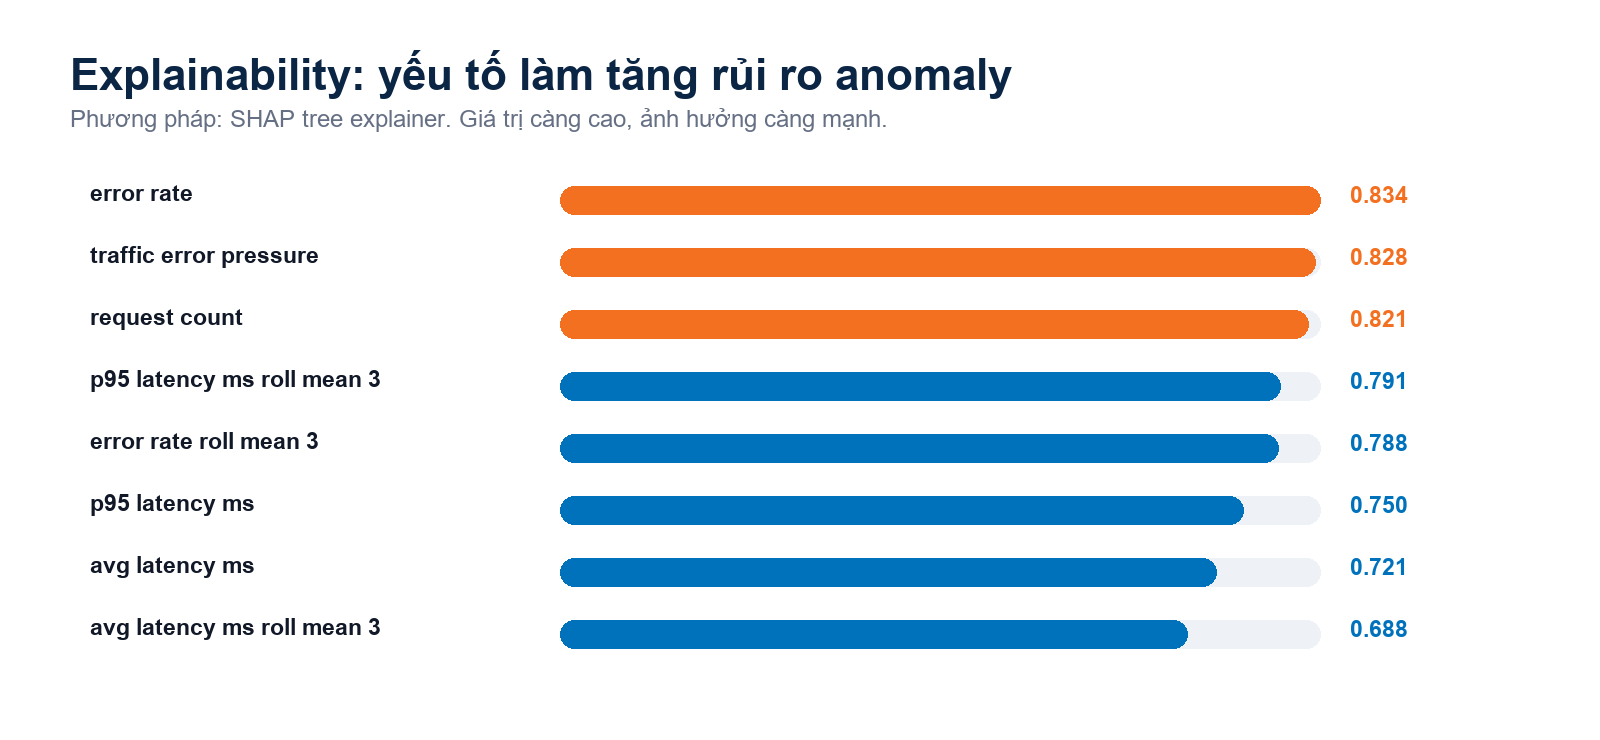 Explainability: yếu tố làm tăng rủi ro anomaly
Phương pháp: SHAP tree explainer. Giá trị càng cao, ảnh hưởng càng mạnh.
error rate 0.834
traffic error pressure 0.828
request count 0.821
p95 latency ms roll mean 3 0.791
error rate roll mean 3 0.788
p95 latency ms 0.750
avg latency ms 0.721
avg latency ms roll mean 3 0.688